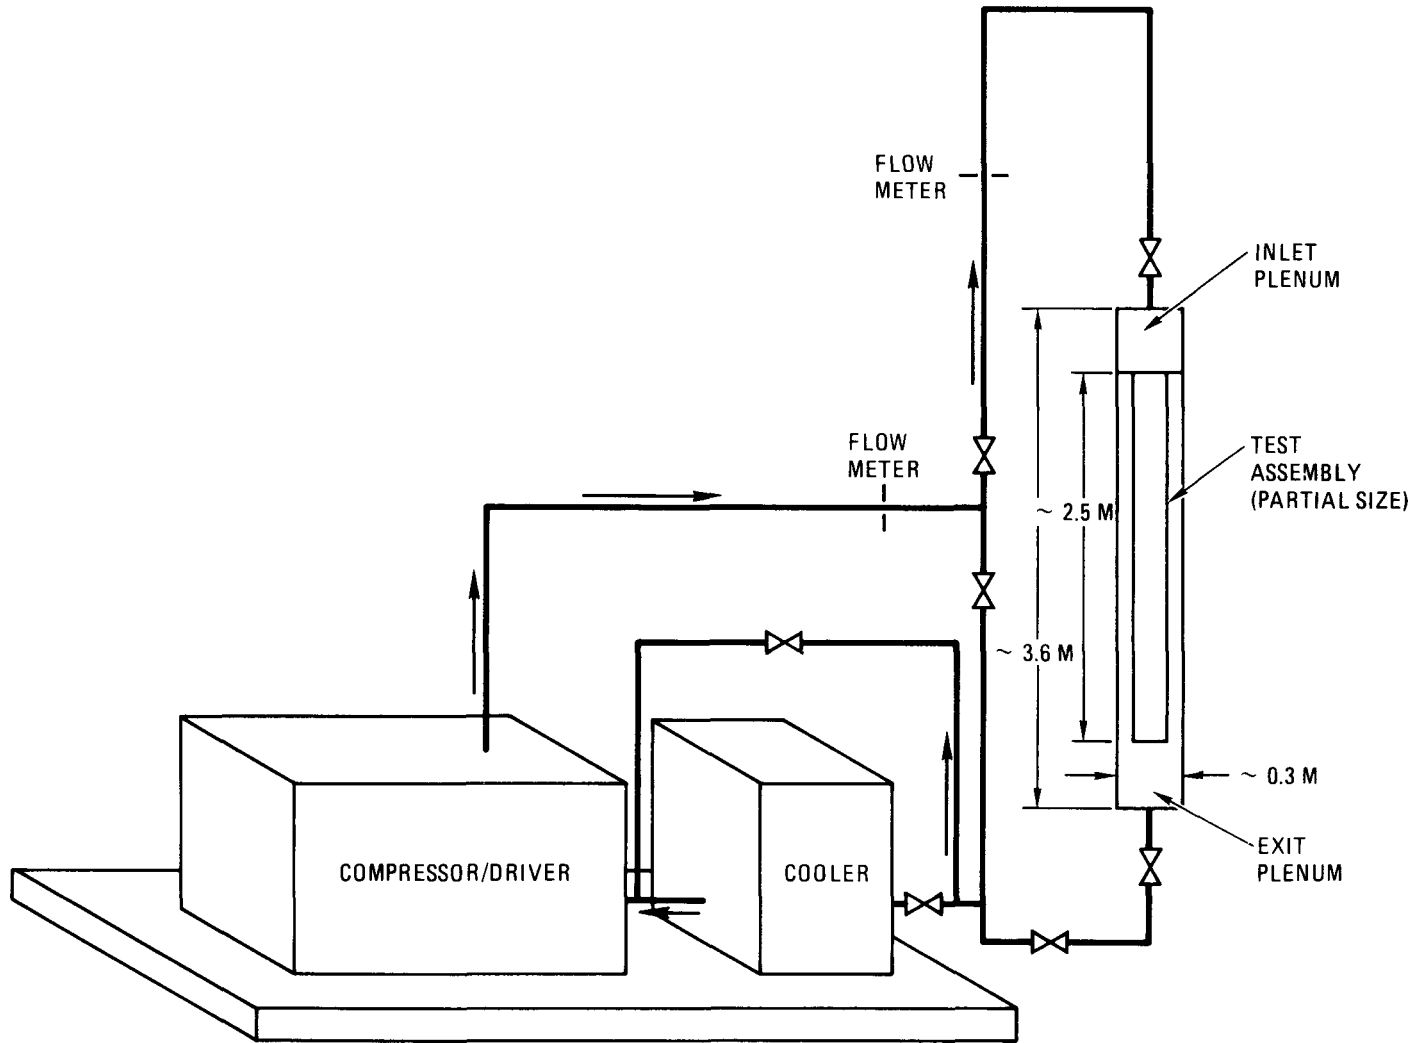 FLOW
METER
INLET
PLENUM
FLOW
METER
TEST
ASSEMBLY
(PARTIAL SIZE)
~ 2.5 M
~ 3.6 M
~ 0.3 M
COMPRESSOR/DRIVER
COOLER
EXIT
PLENUM